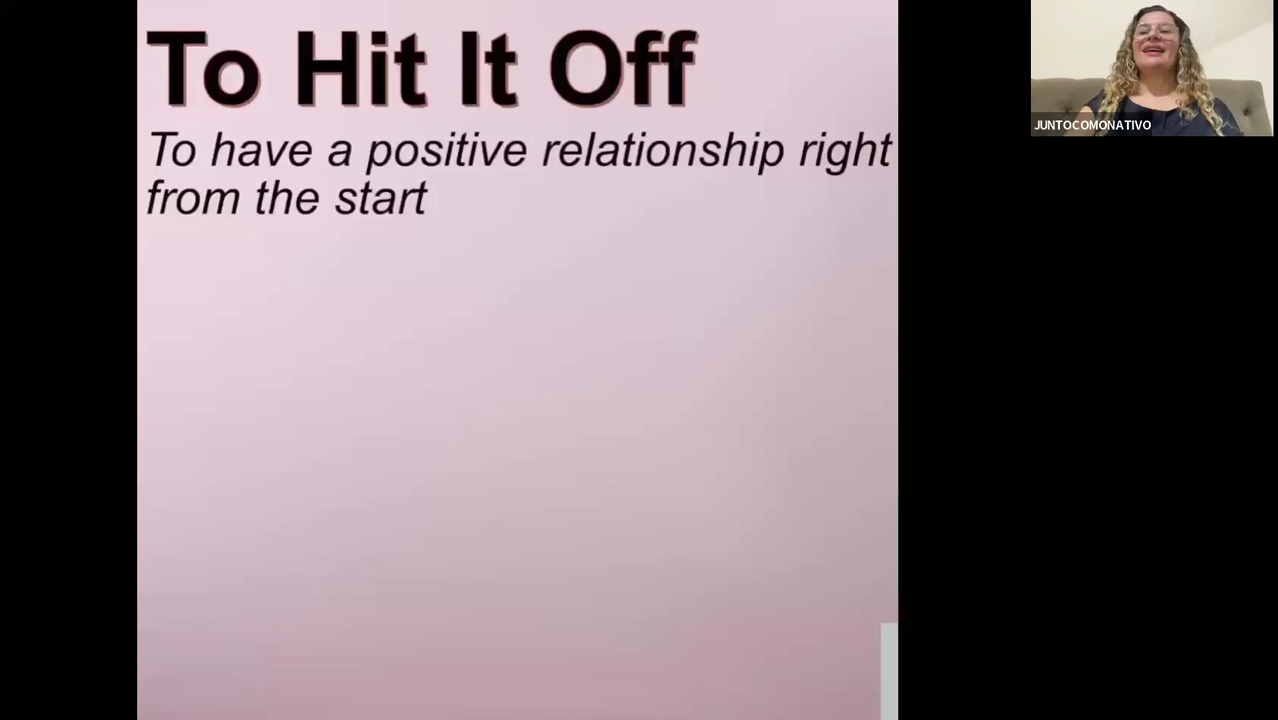 To Hit It Off
To have a positive relationship right
from the start
JUNTOCOMONATIVO